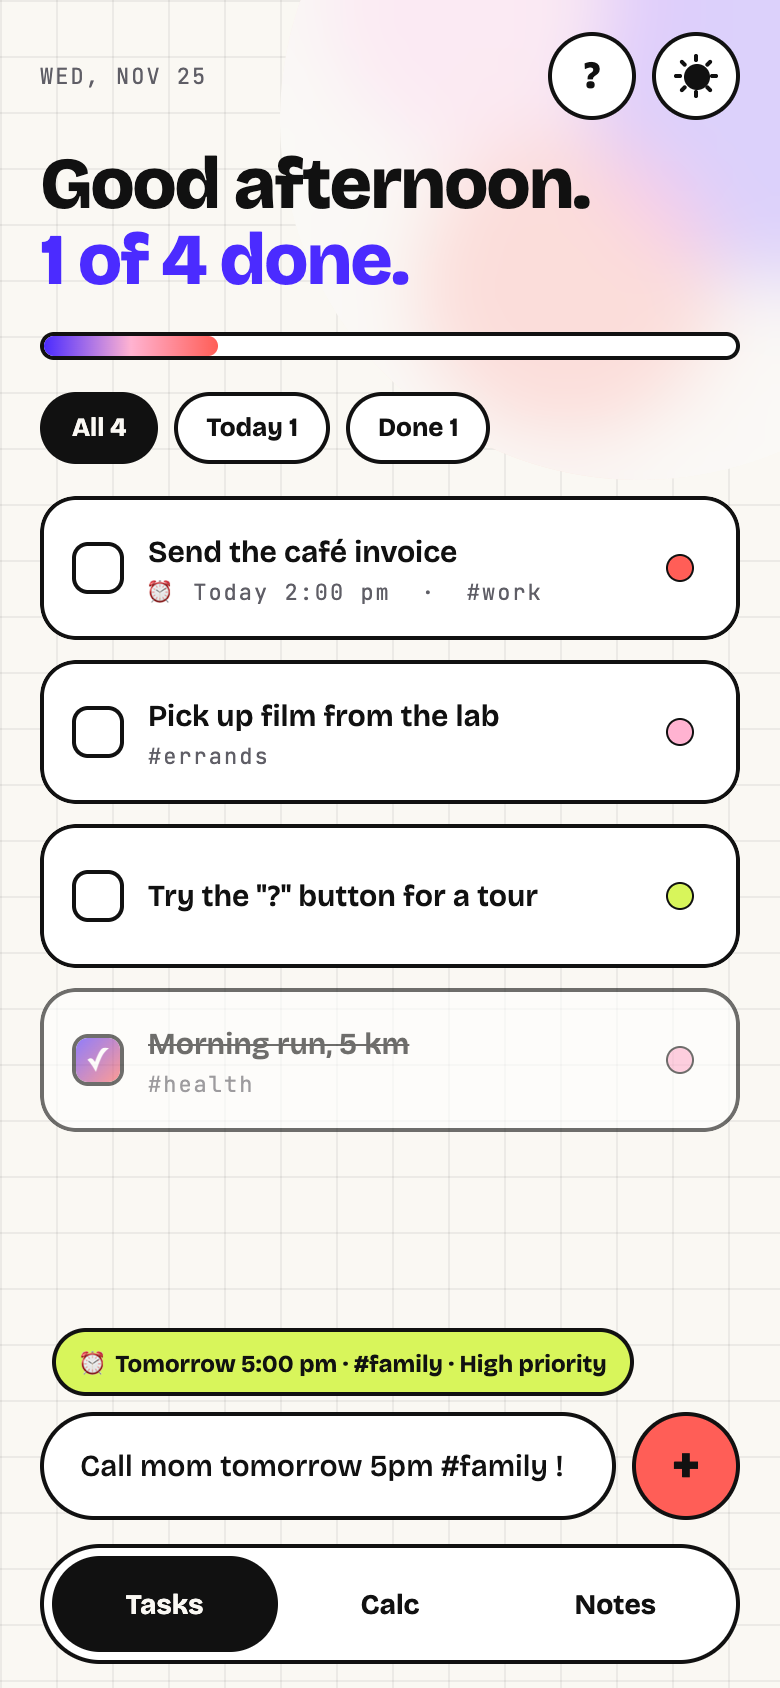 WED, NOV 25
?
Good afternoon.
1 of 4 done.
All 4
Today 1
Done 1
Send the café invoice
⏰ Today 2:00 pm · #work
Pick up film from the lab
#errands
Try the "?" button for a tour
Morning run, 5 km
#health
⏰ Tomorrow 5:00 pm · #family · High priority
Call mom tomorrow 5pm #family !
+
Tasks
Calc
Notes